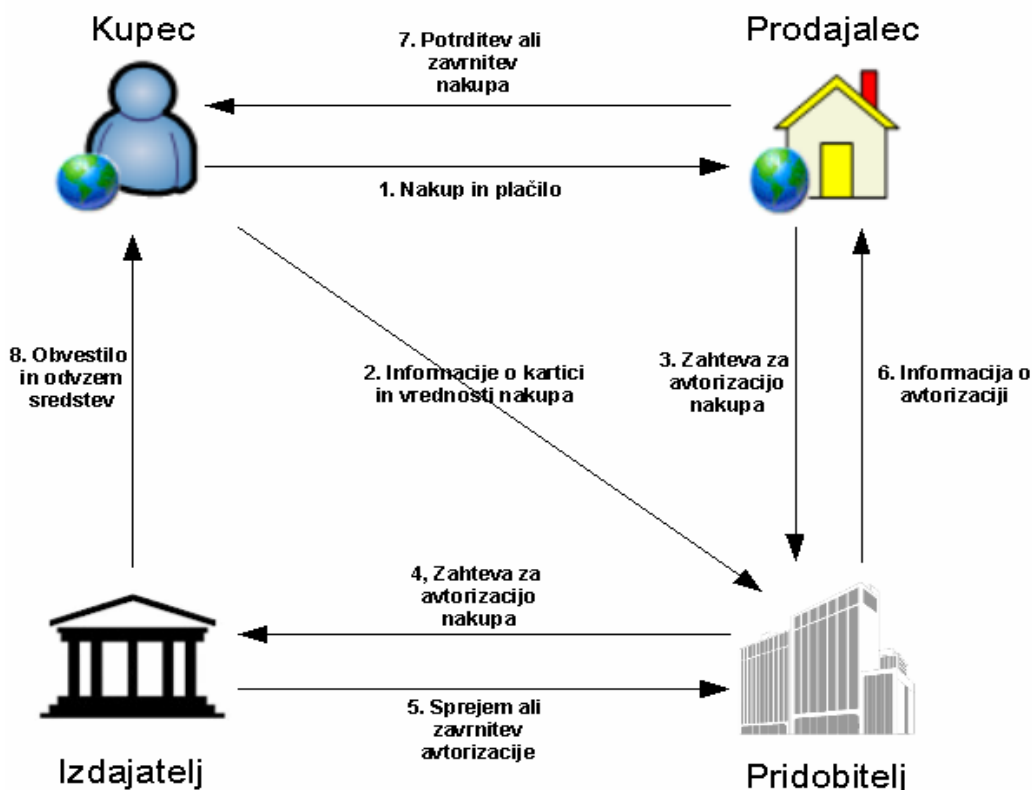 Kupec
Prodajalec
7. Potrditev ali
zavrnitev
nakupa
1. Nakup in plačilo
8. Obvestilo
in odvzem
sredstev
2. Informacije o kartici
in vrednosti nakupa
3. Zahteva za
avtorizacijo
nakupa
6. Informacija o
avtorizaciji
4, Zahteva za
avtorizacijo
nakupa
5. Sprejem ali
zavrnitev
avtorizacije
Izdajatelj
Pridobitelj